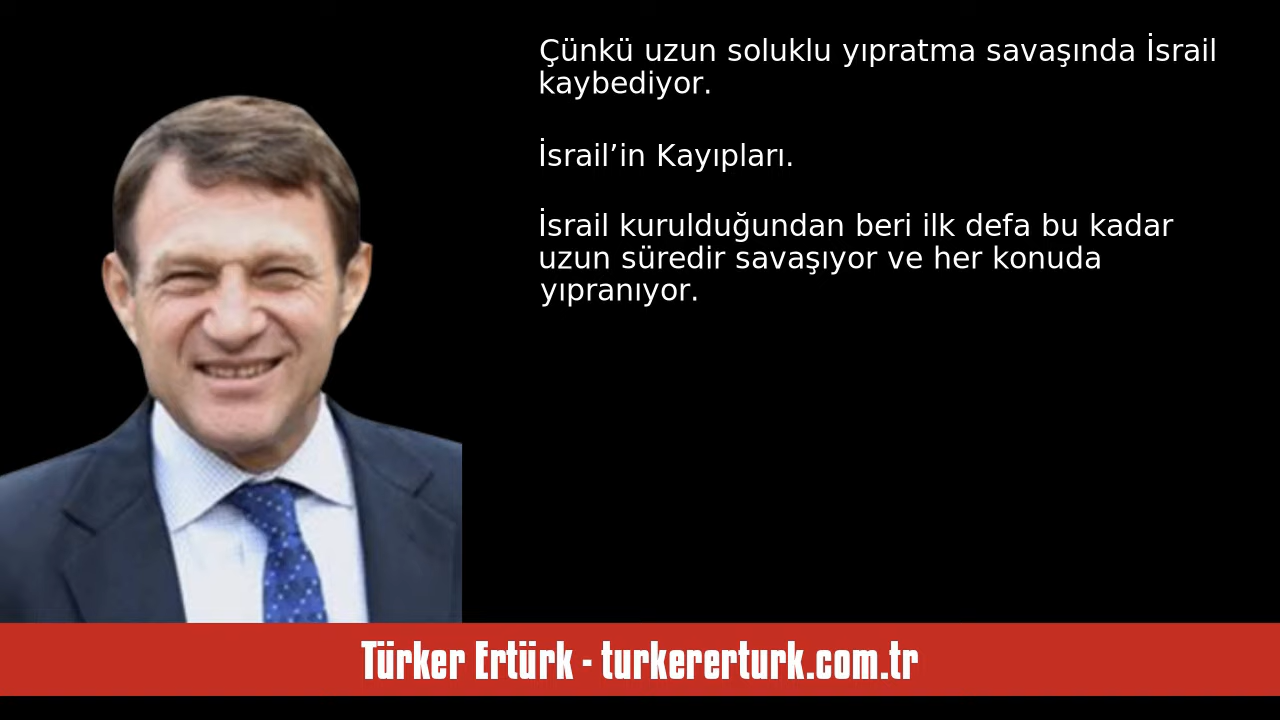 Çünkü uzun soluklu yıpratma savaşında İsrail
kaybediyor.
İsrail’in Kayıpları.
İsrail kurulduğundan beri ilk defa bu kadar
uzun süredir savaşıyor ve her konuda
yıpranıyor.
Türker Ertürk - turkererturk.com.tr